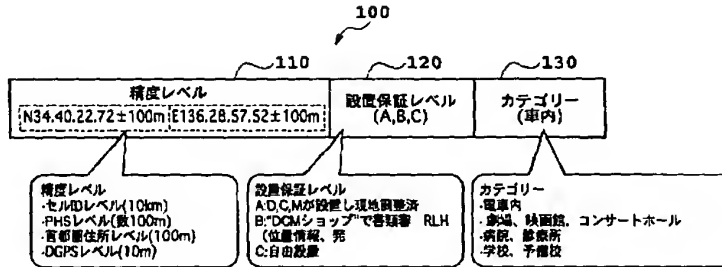 100
110
120
130
精度レベル
N34.40.22.72±100m E136.28.57.52±100m
設置保証レベル
(A,B,C)
カテゴリー
(車内)
精度レベル
・セルIDレベル(10km)
・PHSレベル(数100m)
・首都圏住所レベル(100m)
・DGPSレベル(10m)
設置保証レベル
A:D,C,Mが設置し現地調整済
B:"DCMショップ"で書類審 RLH
(位置情報、発
C:自由設置
カテゴリー
・電車内
・劇場、映画館、コンサートホール
・病院、診療所
・学校、予備校